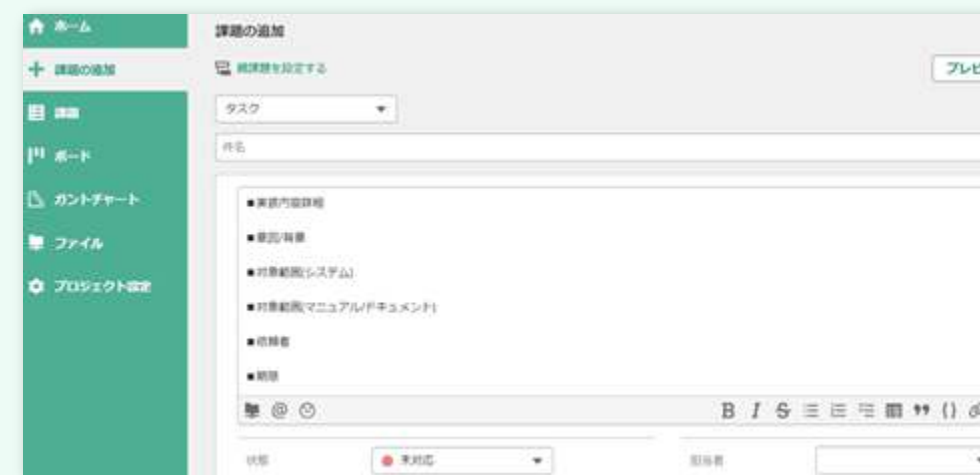 ホーム
課題の追加
課題
ボード
ガントチャート
ファイル
プロジェクト設定
課題の追加
親課題を設定する
プレビ
タスク
件名
■実装内容詳細
■要因/背景
■対象範囲(システム)
■対象範囲(マニュアル/ドキュメント)
■依頼者
■期限
B I S
状態
未対応
担当者